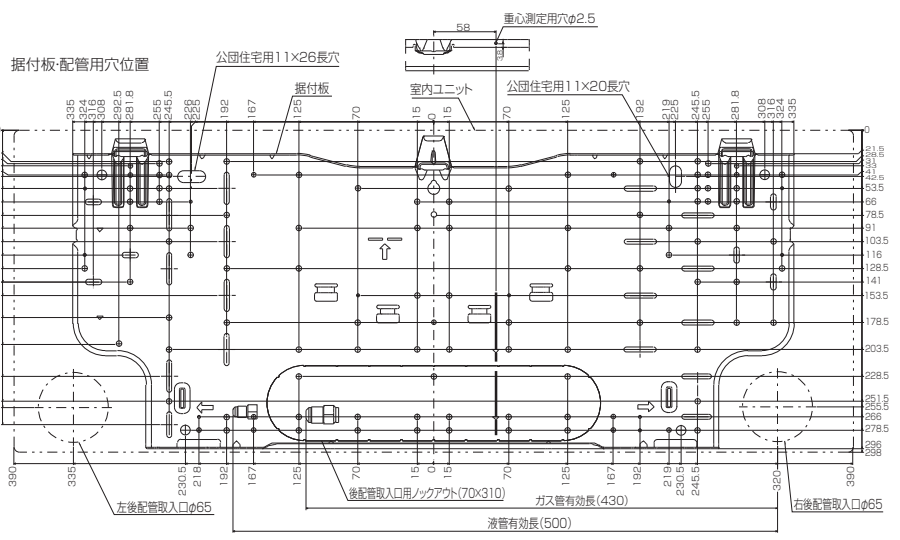 据付板・配管用穴位置
58
重心測定用穴φ2.5
38
公団住宅用11×26長穴
据付板
室内ユニット
公団住宅用11×20長穴
335 324 316 308 292.5 281.8 255 245.5 225 192 167 125 70 15 0 15 70 125 192 219 225 245.5 255 281.8 308 316 324 335
0
21.5
28.5
31
33
41
42.5
53.5
66
78.5
91
103.5
116
128.5
141
153.5
178.5
203.5
228.5
251.5
255.5
266
278.5
296
298
390 335 230.5 219 192 167 125 70 15 0 15 70 125 167 192 219 230.5 245.5 320 390
後配管取入口用ノックアウト(70×310)
ガス管有効長(430)
左後配管取入口φ65
右後配管取入口φ65
液管有効長(500)